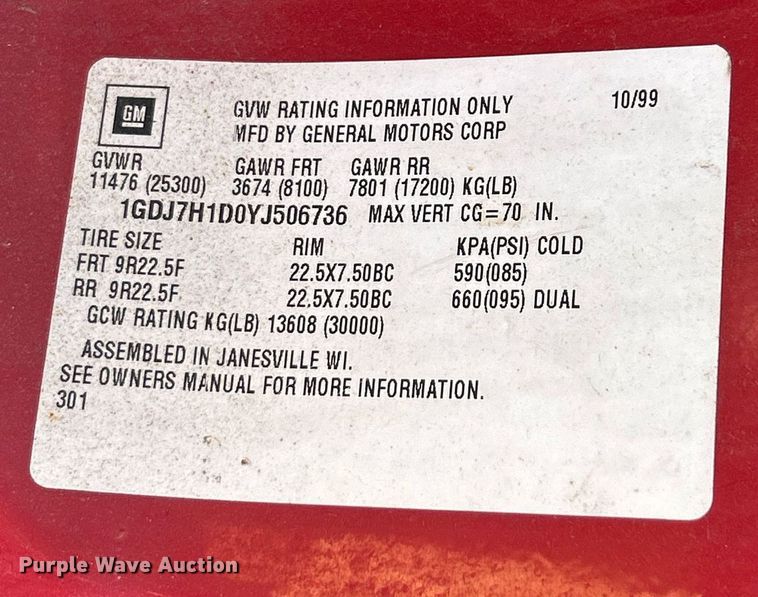 GM
GVW RATING INFORMATION ONLY 10/99
MFD BY GENERAL MOTORS CORP
GVWR GAWR FRT GAWR RR
11476 (25300) 3674 (8100) 7801 (17200) KG(LB)
1GDJ7H1D0YJ506736 MAX VERT CG=70 IN.
TIRE SIZE RIM KPA(PSI) COLD
FRT 9R22.5F 22.5X7.50BC 590(085)
RR 9R22.5F 22.5X7.50BC 660(095) DUAL
GCW RATING KG(LB) 13608 (30000)
ASSEMBLED IN JANESVILLE WI.
SEE OWNERS MANUAL FOR MORE INFORMATION.
301
Purple Wave Auction